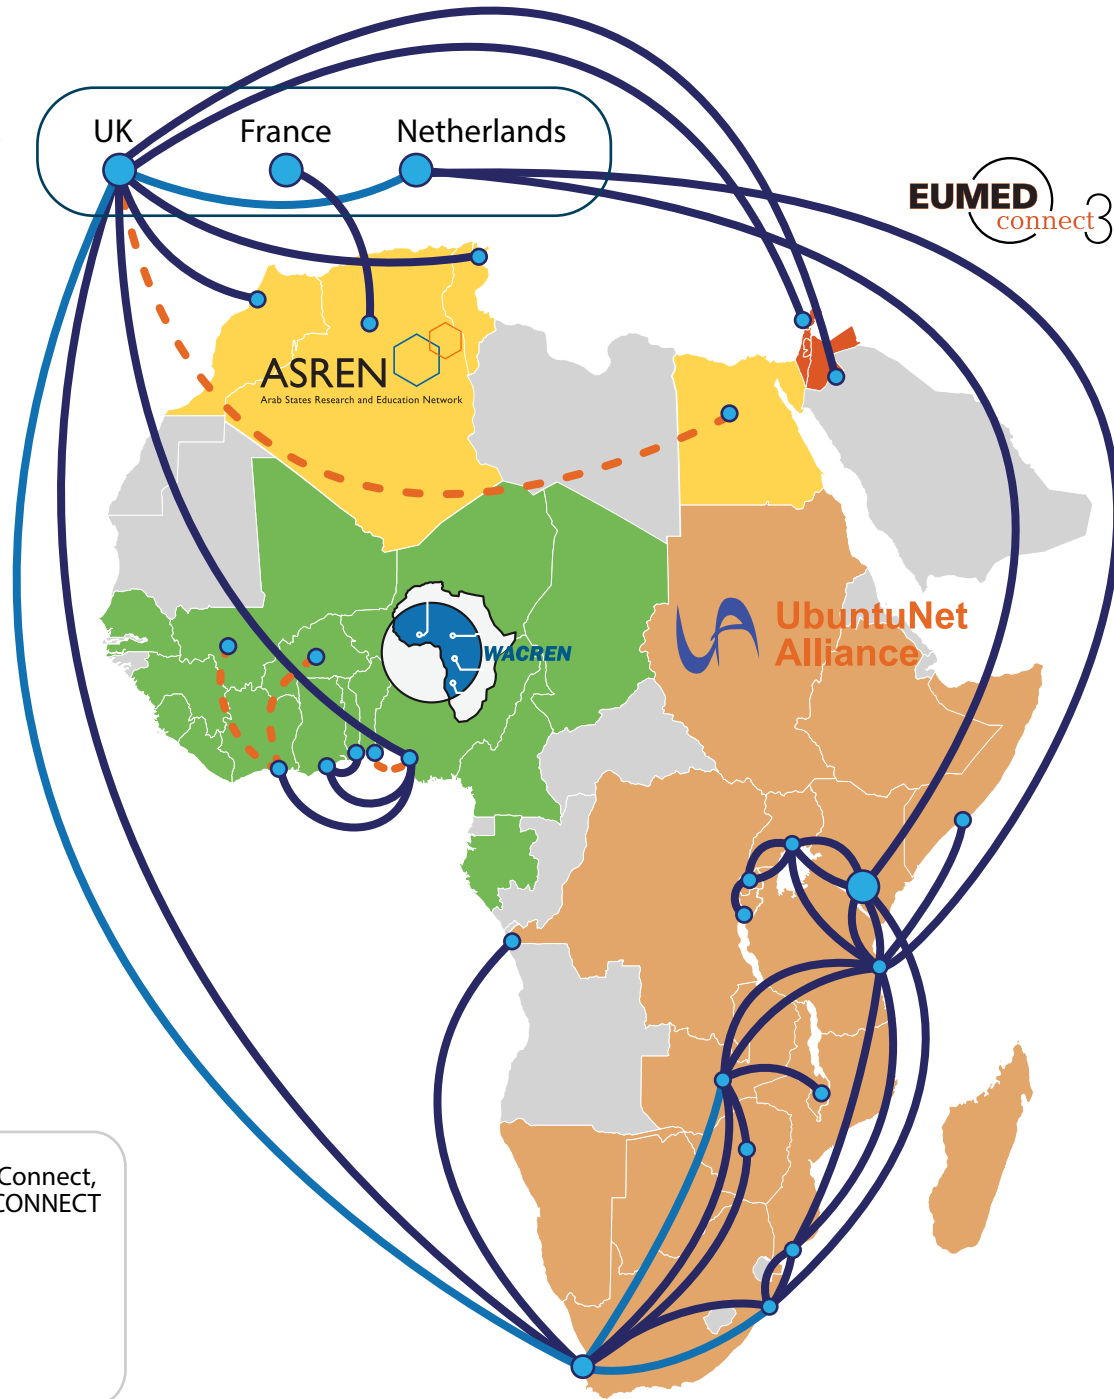 UK
France
Netherlands
EUMED
connect3
ASREN
Arab States Research and Education Network
WACREN
UbuntuNet
Alliance
Connect,
CONNECT